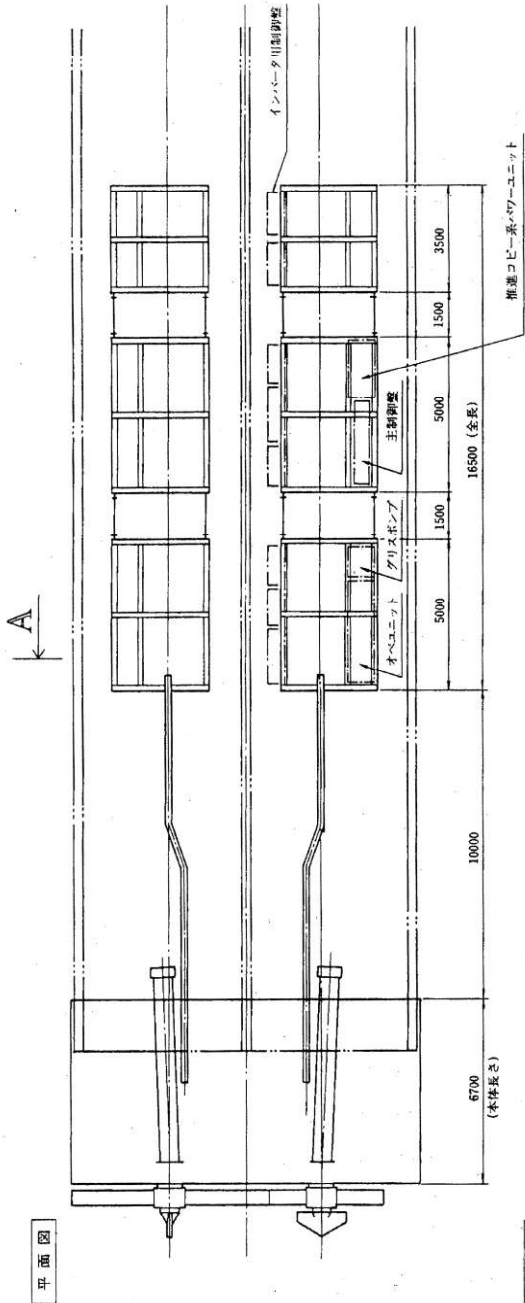 平面図
A
インバータ用制御盤
推進コピー系パワーユニット
主制御盤
グリスポンプ
オペユニット
3500
1500
5000
1500
5000
16500 (全長)
10000
6700
(本体長さ)